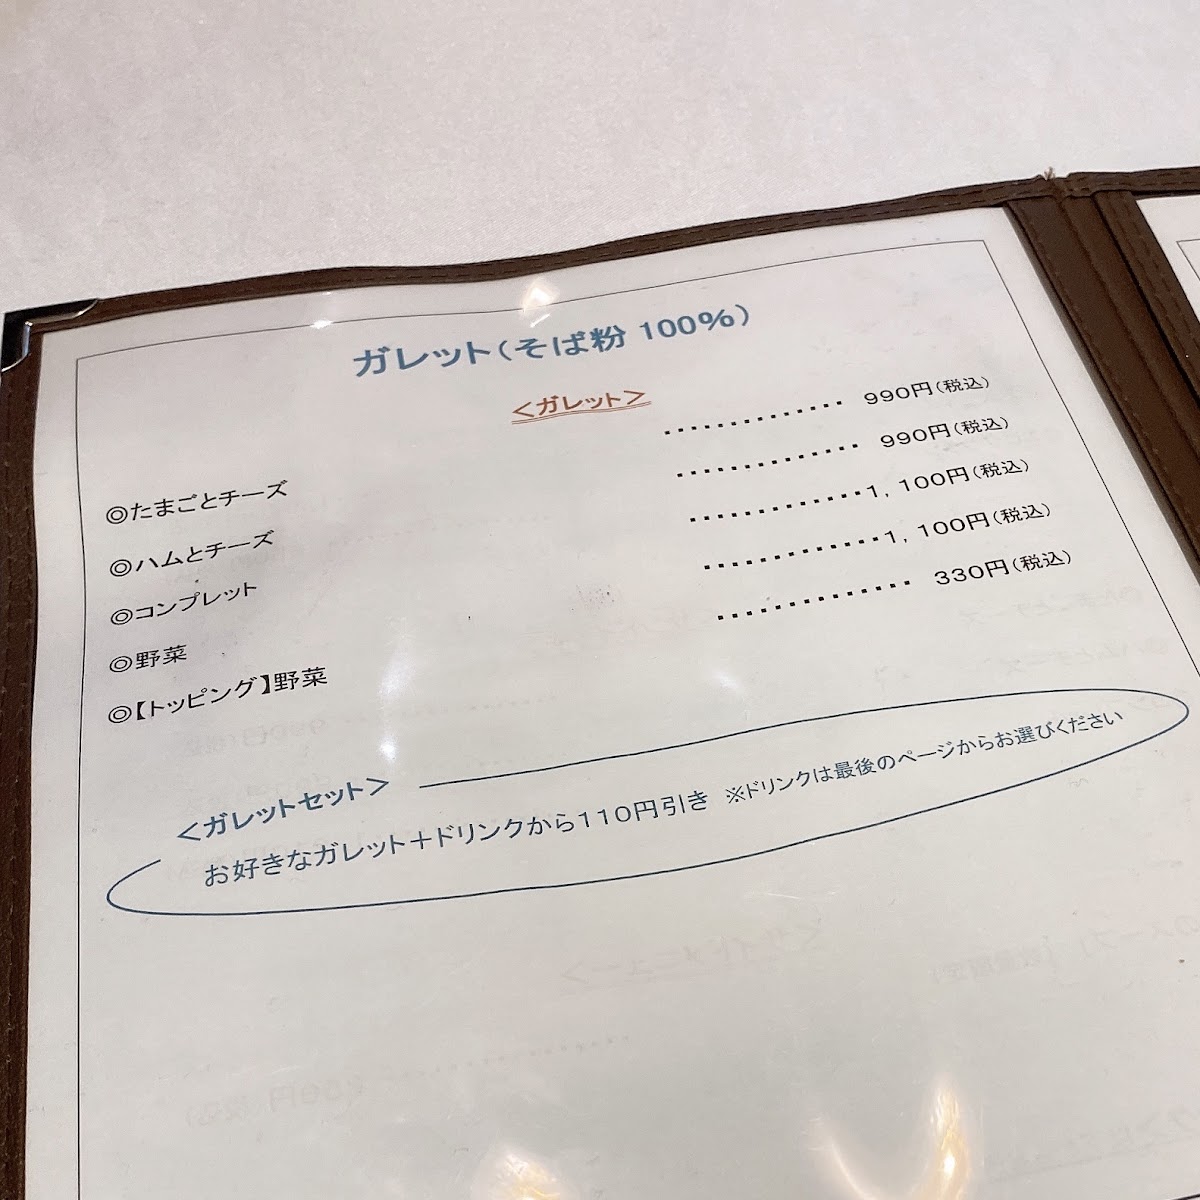 ガレット(そば粉 100%)
<ガレット>
◎たまごとチーズ ‥‥‥‥‥‥‥ 990円(税込)
◎ハムとチーズ ‥‥‥‥‥‥‥ 990円(税込)
◎コンプレット ‥‥‥‥‥‥‥1,100円(税込)
◎野菜 ‥‥‥‥‥‥‥1,100円(税込)
◎【トッピング】野菜 ‥‥‥‥‥‥‥ 330円(税込)
<ガレットセット>
お好きなガレット+ドリンクから110円引き ※ドリンクは最後のページからお選びください